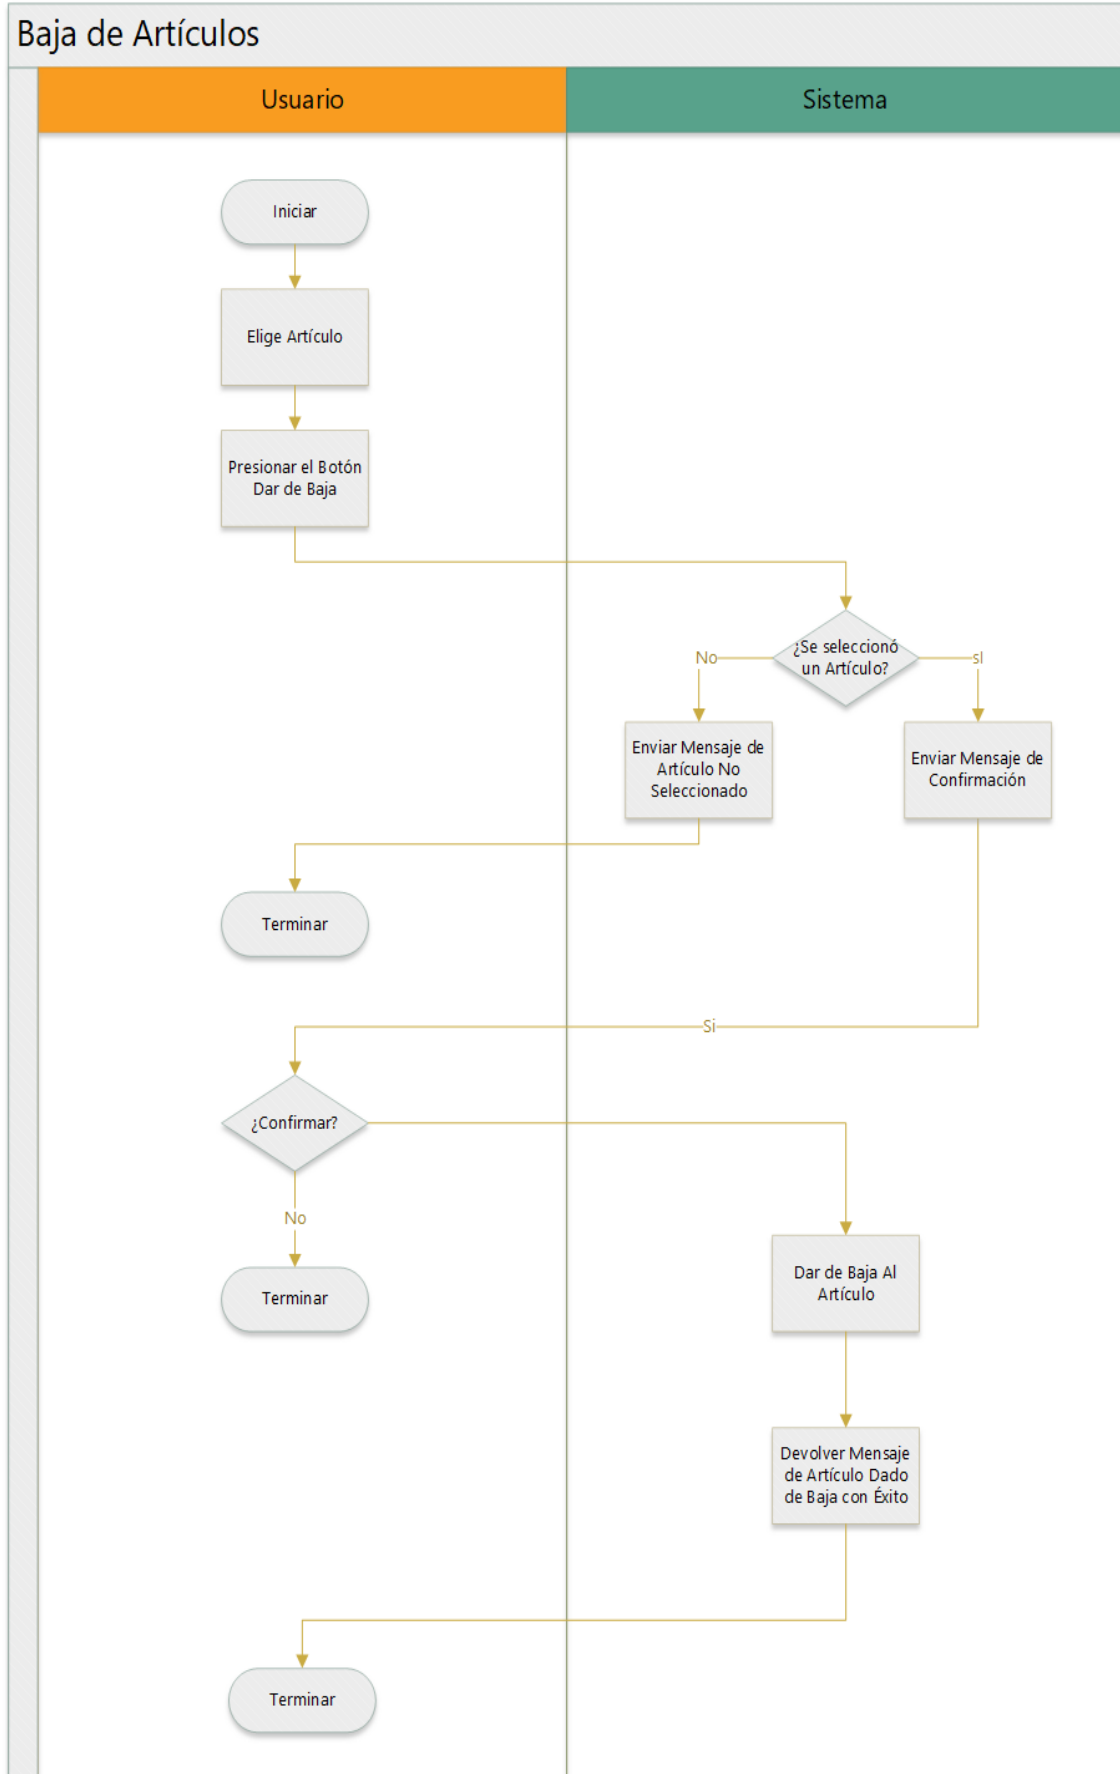 Baja de Artículos
Usuario
Sistema
Iniciar
Elige Artículo
Presionar el Botón
Dar de Baja
¿Se seleccionó
un Artículo?
No
sI
Enviar Mensaje de
Artículo No
Seleccionado
Enviar Mensaje de
Confirmación
Terminar
Si
¿Confirmar?
No
Terminar
Dar de Baja Al
Artículo
Devolver Mensaje
de Artículo Dado
de Baja con Éxito
Terminar